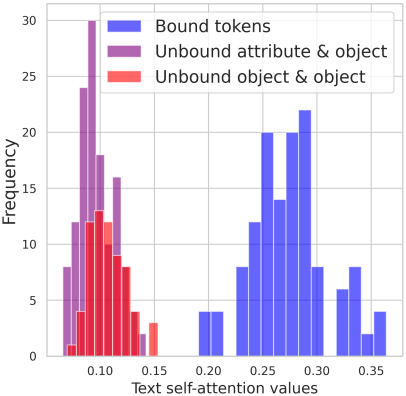 Bound tokens
Unbound attribute & object
Unbound object & object
Frequency
30
25
20
15
10
5
0
0.10 0.15 0.20 0.25 0.30 0.35
Text self-attention values